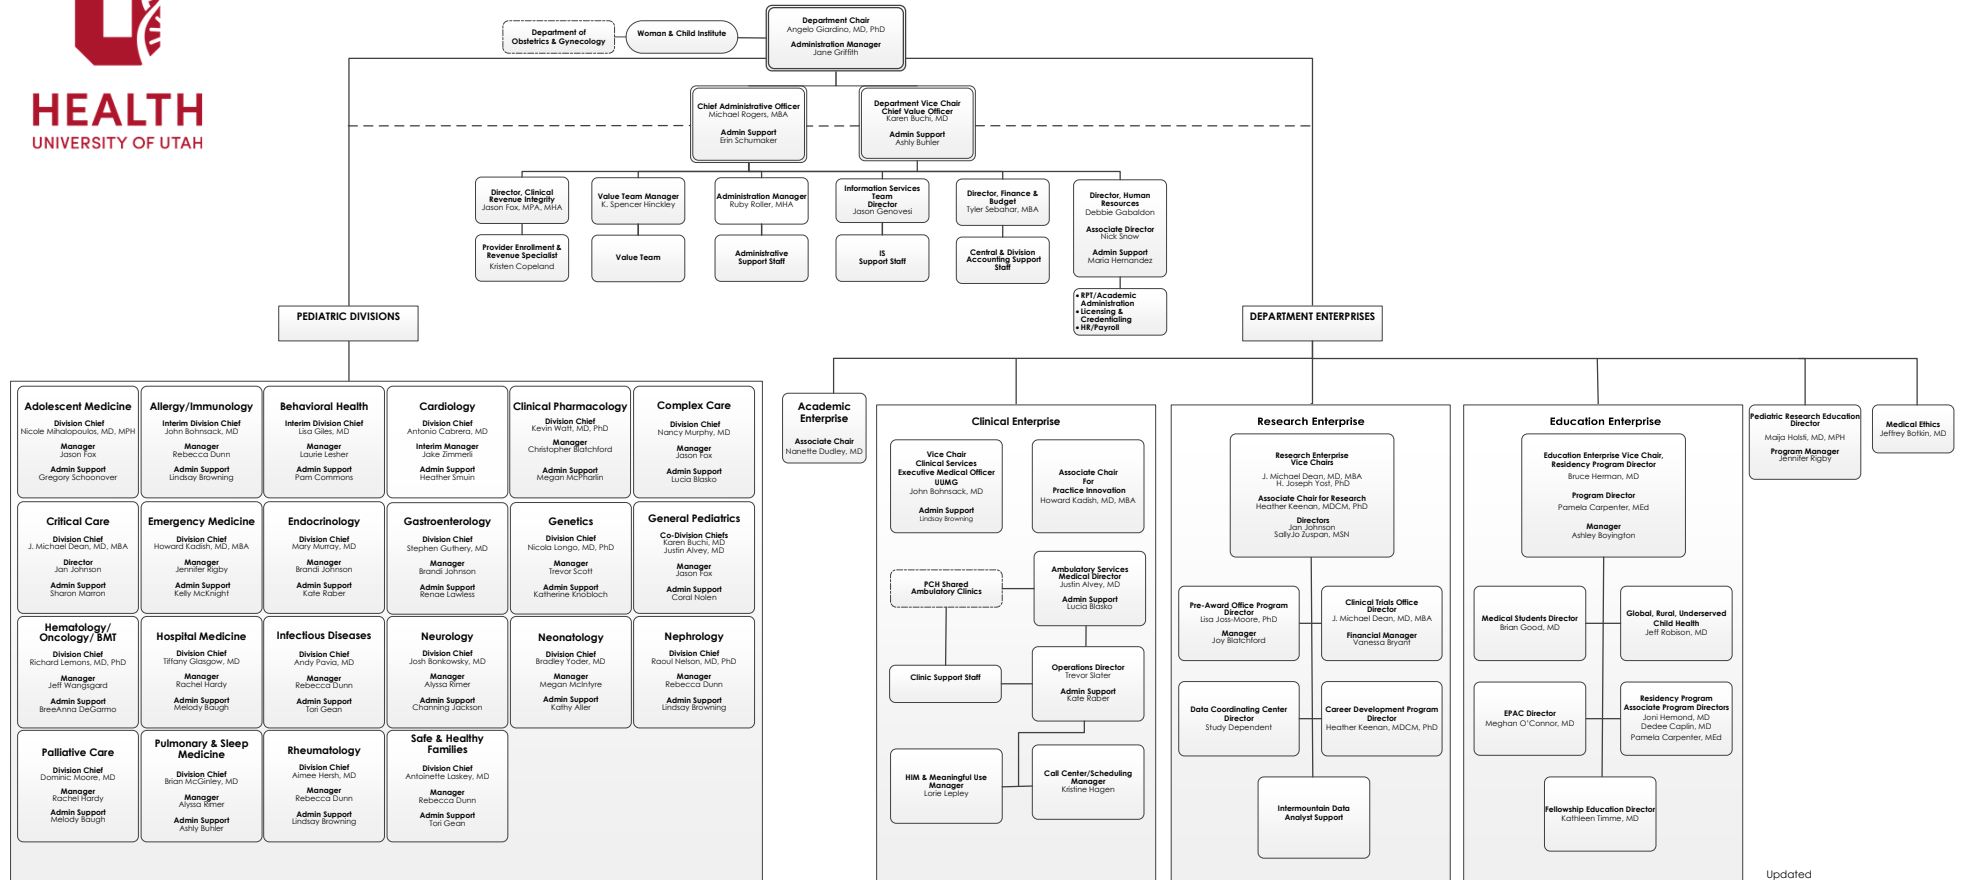 HEALTH
UNIVERSITY OF UTAH
Department of
Obstetrics & Gynecology
Woman & Child Institute
Department Chair
Angelo Giardino, MD, PhD
Administration Manager
Jane Griffith
Chief Administrative Officer
Michael Rogers, MBA
Admin Support
Erin Schumaker
Department Vice Chair
Chief Value Officer
Karen Buchi, MD
Admin Support
Ashly Buhler
Director, Clinical
Revenue Integrity
Jason Fox, MPA, MHA
Value Team Manager
K. Spencer Hinckley
Administration Manager
Ruby Roller, MHA
Information Services
Team
Director
Jason Genovesi
Director, Finance &
Budget
Tyler Sebahar, MBA
Director, Human
Resources
Debbie Gabaldon
Associate Director
Nick Snow
Admin Support
Maria Hernandez
Provider Enrollment &
Revenue Specialist
Kristen Copeland
Value Team
Administrative
Support Staff
IS
Support Staff
Central & Division
Accounting Support
Staff
• RPT/Academic
Administration
• Licensing &
Credentialing
• HR/Payroll
PEDIATRIC DIVISIONS
DEPARTMENT ENTERPRISES
Adolescent Medicine
Division Chief
Nicole Mihalopoulos, MD, MPH
Manager
Jason Fox
Admin Support
Gregory Schoonover
Allergy/Immunology
Interim Division Chief
John Bohnsack, MD
Manager
Rebecca Dunn
Admin Support
Lindsay Browning
Behavioral Health
Interim Division Chief
Lisa Giles, MD
Manager
Laurie Lesher
Admin Support
Pam Commons
Cardiology
Division Chief
Antonio Cabrera, MD
Interim Manager
Jake Zimmerli
Admin Support
Heather Smuin
Clinical Pharmacology
Division Chief
Kevin Watt, MD, PhD
Manager
Christopher Blatchford
Admin Support
Megan McPharlin
Complex Care
Division Chief
Nancy Murphy, MD
Manager
Jason Fox
Admin Support
Lucia Blasko
Critical Care
Division Chief
J. Michael Dean, MD, MBA
Director
Jan Johnson
Admin Support
Sharon Marron
Emergency Medicine
Division Chief
Howard Kadish, MD, MBA
Manager
Jennifer Rigby
Admin Support
Kelly McKnight
Endocrinology
Division Chief
Mary Murray, MD
Manager
Brandi Johnson
Admin Support
Kate Raber
Gastroenterology
Division Chief
Stephen Guthery, MD
Manager
Brandi Johnson
Admin Support
Renae Lawless
Genetics
Division Chief
Nicola Longo, MD, PhD
Manager
Trevor Scott
Admin Support
Katherine Knobloch
General Pediatrics
Co-Division Chiefs
Karen Buchi, MD
Justin Alvey, MD
Manager
Jason Fox
Admin Support
Coral Nolen
Hematology/
Oncology/ BMT
Division Chief
Richard Lemons, MD, PhD
Manager
Jeff Wangsgard
Admin Support
BreeAnna DeGarmo
Hospital Medicine
Division Chief
Tiffany Glasgow, MD
Manager
Rachel Hardy
Admin Support
Melody Baugh
Infectious Diseases
Division Chief
Andy Pavia, MD
Manager
Rebecca Dunn
Admin Support
Tori Gean
Neurology
Division Chief
Josh Bonkowsky, MD
Manager
Alyssa Rimer
Admin Support
Channing Jackson
Neonatology
Division Chief
Bradley Yoder, MD
Manager
Megan McIntyre
Admin Support
Kathy Aller
Nephrology
Division Chief
Raoul Nelson, MD, PhD
Manager
Rebecca Dunn
Admin Support
Lindsay Browning
Palliative Care
Division Chief
Dominic Moore, MD
Manager
Rachel Hardy
Admin Support
Melody Baugh
Pulmonary & Sleep
Medicine
Division Chief
Brian McGinley, MD
Manager
Alyssa Rimer
Admin Support
Ashly Buhler
Rheumatology
Division Chief
Aimee Hersh, MD
Manager
Rebecca Dunn
Admin Support
Lindsay Browning
Safe & Healthy
Families
Division Chief
Antoinette Laskey, MD
Manager
Rebecca Dunn
Admin Support
Tori Gean
Academic
Enterprise
Associate Chair
Nanette Dudley, MD
Clinical Enterprise
Vice Chair
Clinical Services
Executive Medical Officer
UUMG
John Bohnsack, MD
Admin Support
Lindsay Browning
Associate Chair
For
Practice Innovation
Howard Kadish, MD, MBA
PCH Shared
Ambulatory Clinics
Ambulatory Services
Medical Director
Justin Alvey, MD
Admin Support
Lucia Blasko
Clinic Support Staff
Operations Director
Trevor Slater
Admin Support
Kate Raber
HIM & Meaningful Use
Manager
Lorie Lepley
Call Center/Scheduling
Manager
Kristine Hagen
Research Enterprise
Research Enterprise
Vice Chairs
J. Michael Dean, MD, MBA
H. Joseph Yost, PhD
Associate Chair for Research
Heather Keenan, MDCM, PhD
Directors
Jan Johnson
SallyJo Zuspan, MSN
Pre-Award Office Program
Director
Lisa Joss-Moore, PhD
Manager
Joy Blatchford
Clinical Trials Office
Director
J. Michael Dean, MD, MBA
Financial Manager
Vanessa Bryant
Data Coordinating Center
Director
Study Dependent
Career Development Program
Director
Heather Keenan, MDCM, PhD
Intermountain Data
Analyst Support
Education Enterprise
Education Enterprise Vice Chair,
Residency Program Director
Bruce Herman, MD
Program Director
Pamela Carpenter, MEd
Manager
Ashley Boyington
Medical Students Director
Brian Good, MD
Global, Rural, Underserved
Child Health
Jeff Robison, MD
EPAC Director
Meghan O'Connor, MD
Residency Program
Associate Program Directors
Joni Hemond, MD
Dedee Caplin, MD
Pamela Carpenter, MEd
Fellowship Education Director
Kathleen Timme, MD
Pediatric Research Education
Director
Maija Holsti, MD, MPH
Program Manager
Jennifer Rigby
Medical Ethics
Jeffrey Botkin, MD
Updated